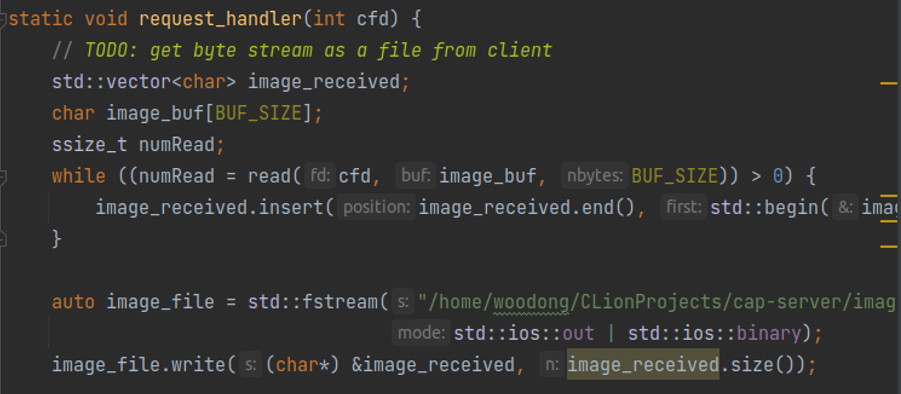 static void request_handler(int cfd) {
// TODO: get byte stream as a file from client
std::vector<char> image_received;
char image_buf[BUF_SIZE];
ssize_t numRead;
while ((numRead = read( fd: cfd, buf: image_buf, nbytes: BUF_SIZE)) > 0) {
image_received.insert( position: image_received.end(), first: std::begin( &: ima
}
auto image_file = std::fstream( s: "/home/woodong/CLionProjects/cap-server/imag
mode: std::ios::out | std::ios::binary);
image_file.write( s: (char*) &image_received, n: image_received.size());